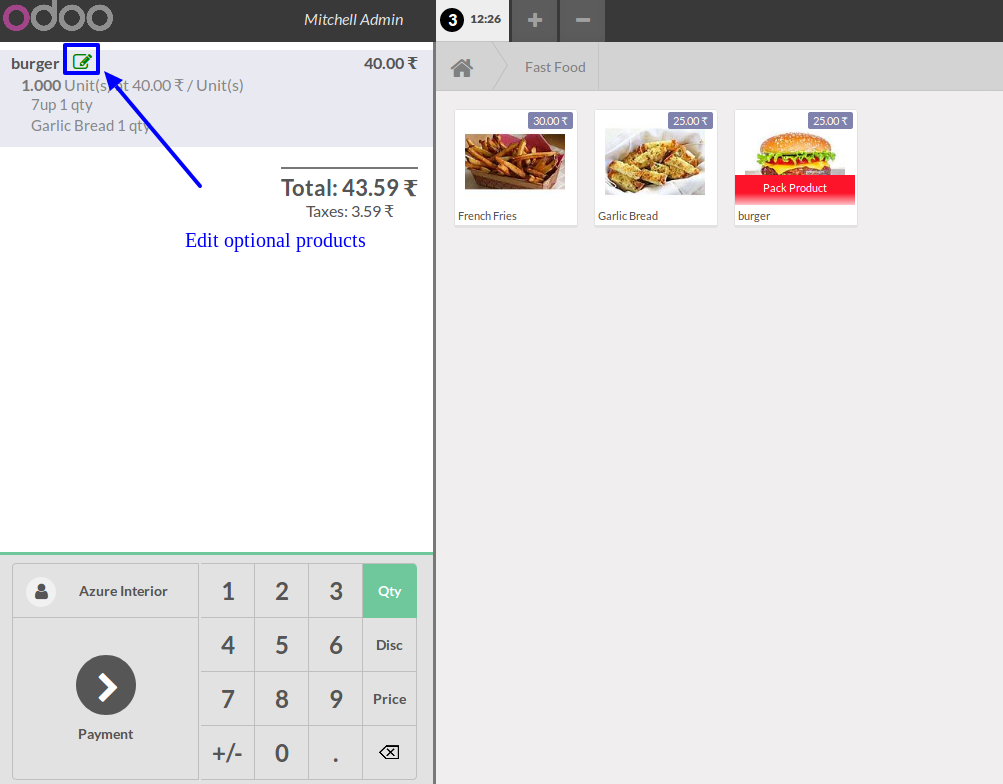 odoo
Mitchell Admin
3 12:26
burger
40.00 ₹
1.000 Unit(s) at 40.00 ₹ / Unit(s)
7up 1 qty
Garlic Bread 1 qty
Total: 43.59 ₹
Taxes: 3.59 ₹
Edit optional products
Azure Interior
Payment
1 2 3 Qty
4 5 6 Disc
7 8 9 Price
+/- 0 .
Fast Food
30.00 ₹
French Fries
25.00 ₹
Garlic Bread
25.00 ₹
Pack Product
burger